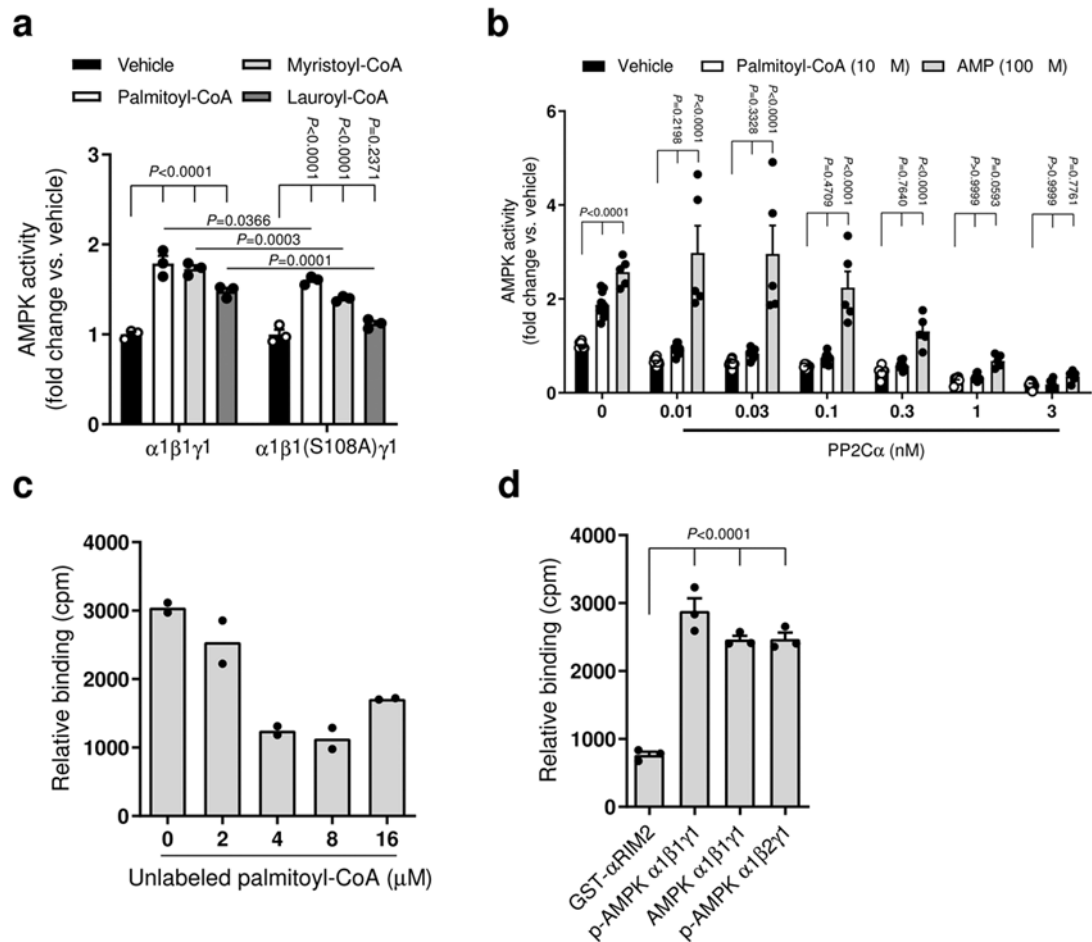 a
Vehicle
Myristoyl-CoA
Palmitoyl-CoA
Lauroyl-CoA
AMPK activity
(fold change vs. vehicle)
3
2
1
0
P<0.0001
P<0.0001
P<0.0001
P=0.2371
P=0.0366
P=0.0003
P=0.0001
α1β1γ1
α1β1(S108A)γ1
b
Vehicle
Palmitoyl-CoA (10 M)
AMP (100 M)
AMPK activity
(fold change vs. vehicle)
6
4
2
0
P<0.0001
P=0.2198
P<0.0001
P=0.3328
P<0.0001
P=0.4709
P<0.0001
P=0.7640
P<0.0001
P>0.9999
P=0.0593
P>0.9999
P=0.7761
0
0.01
0.03
0.1
0.3
1
3
PP2Cα (nM)
c
Relative binding (cpm)
4000
3000
2000
1000
0
0
2
4
8
16
Unlabeled palmitoyl-CoA (μM)
d
Relative binding (cpm)
4000
3000
2000
1000
0
P<0.0001
GST-αRIM2
p-AMPK α1β1γ1
AMPK α1β1γ1
p-AMPK α1β2γ1